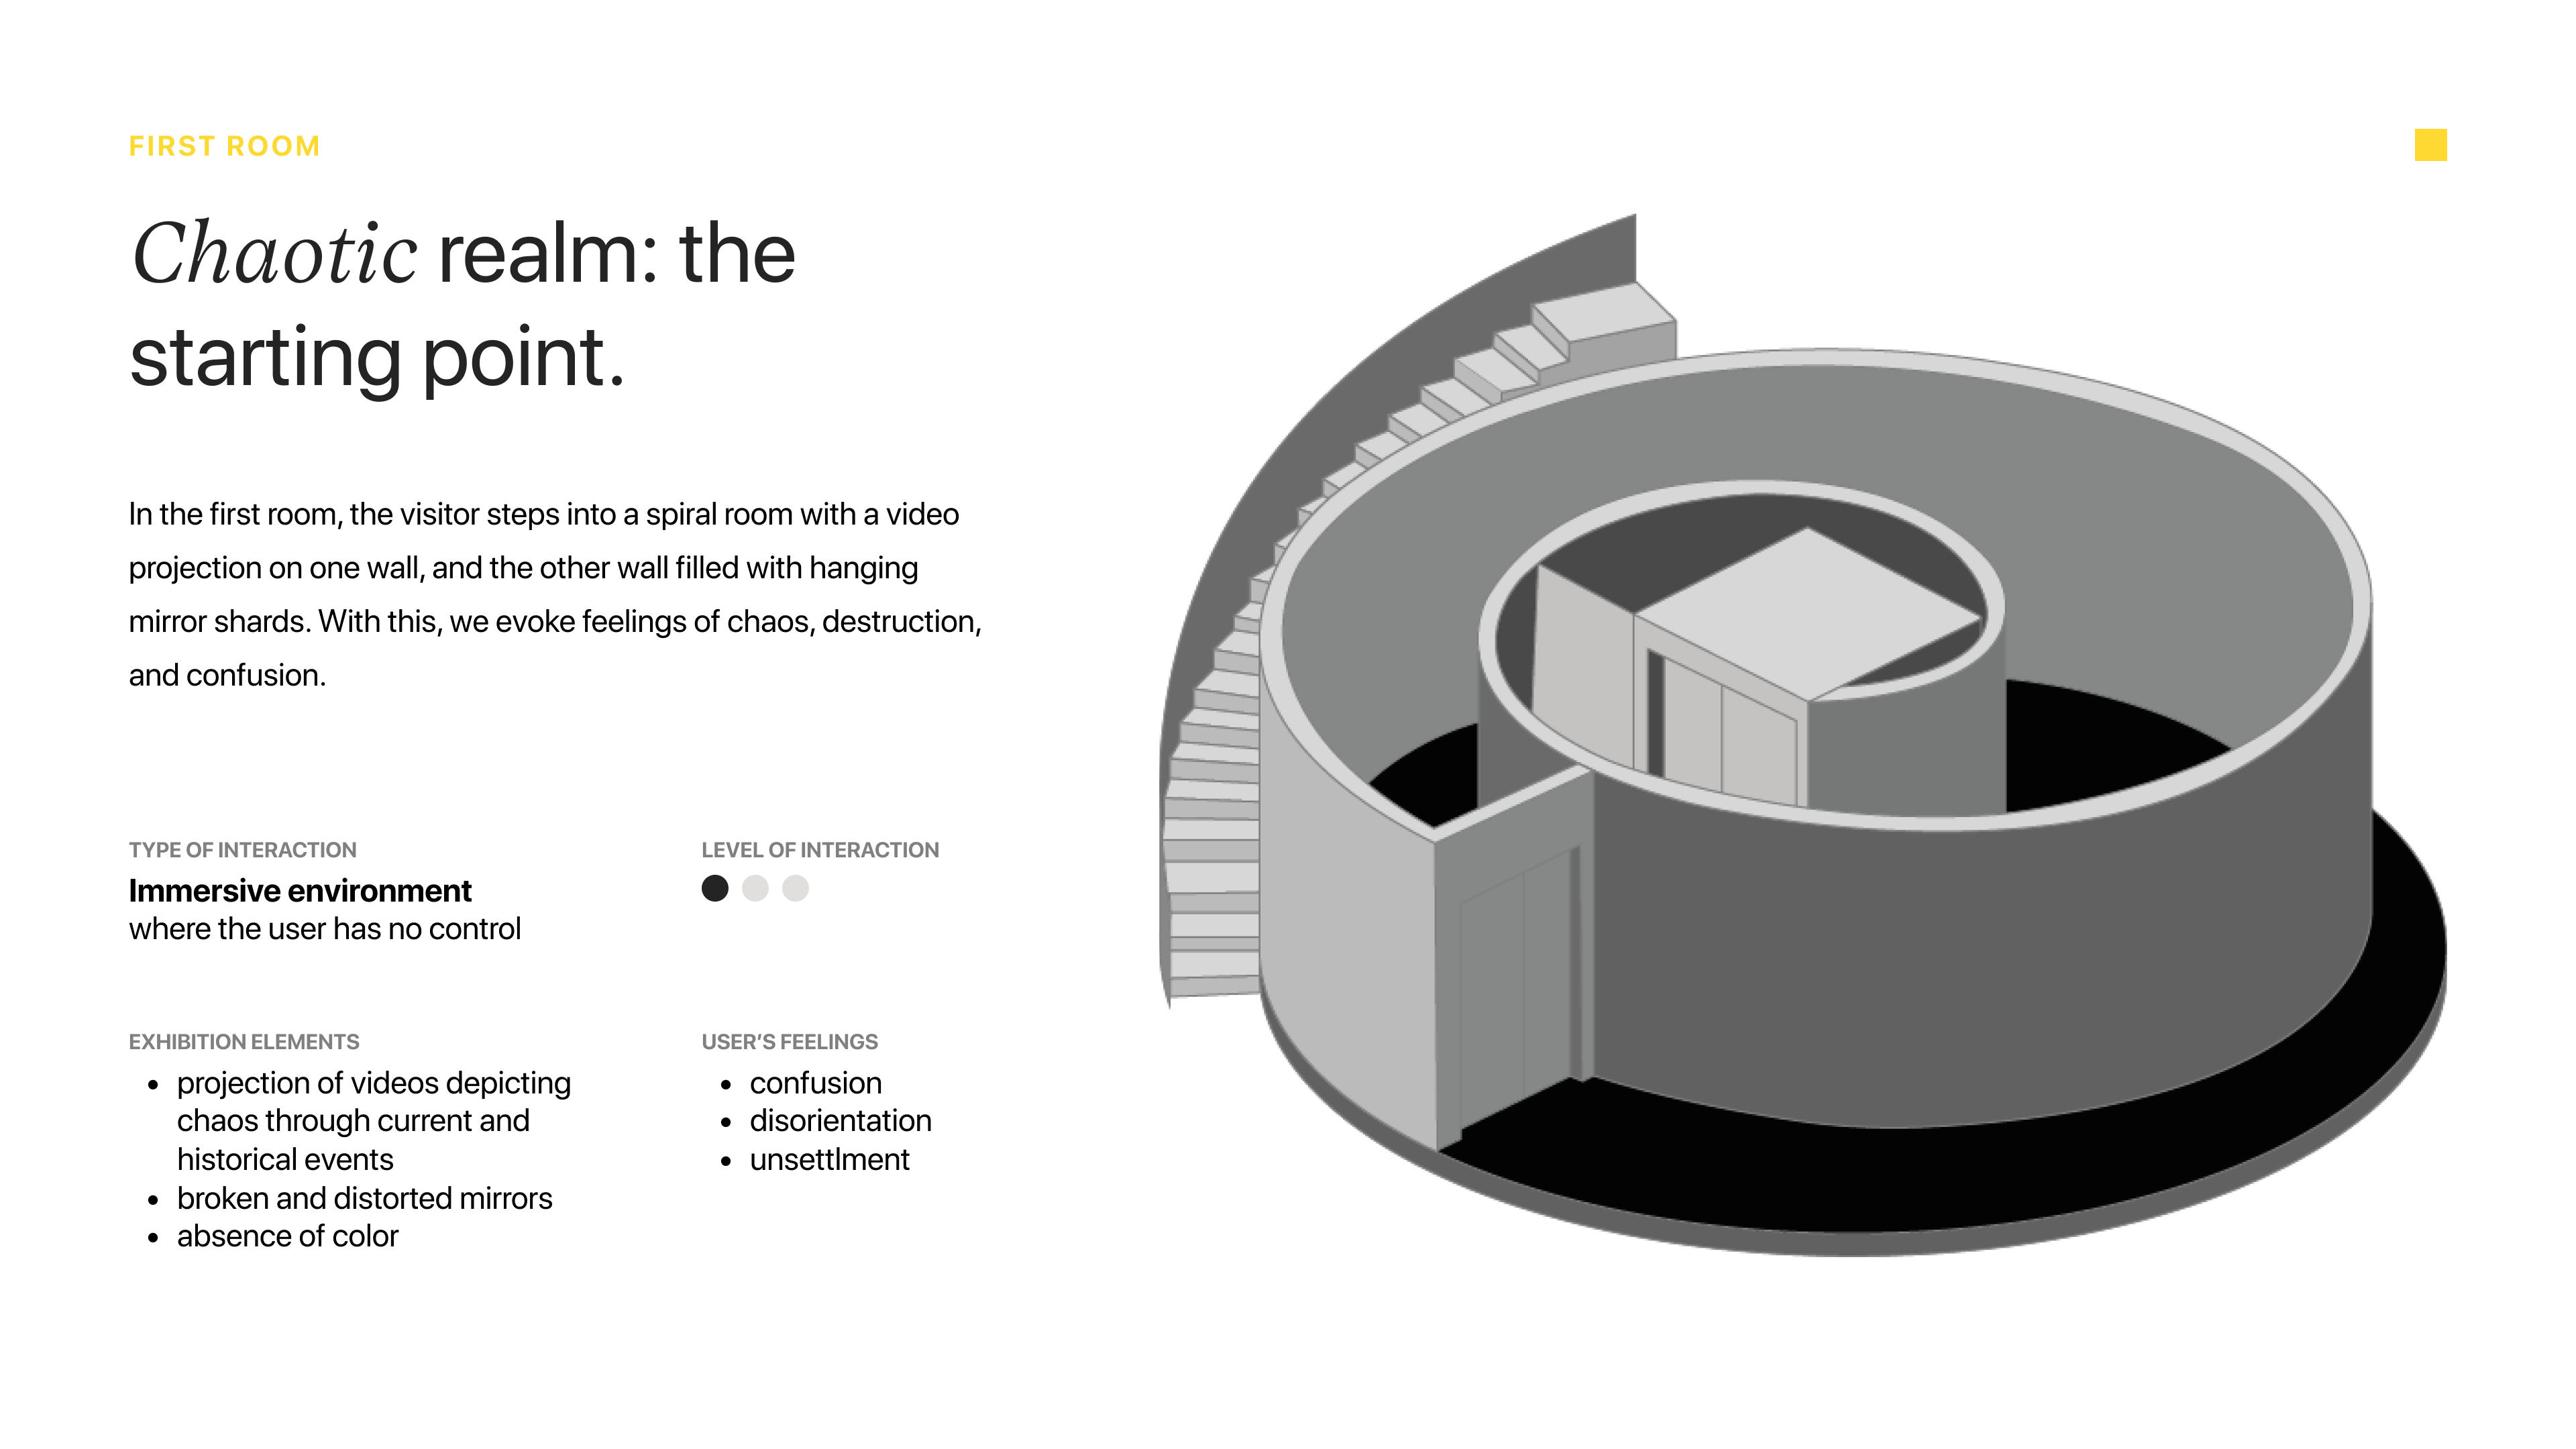 FIRST ROOM
Chaotic realm: the
starting point.
In the first room, the visitor steps into a spiral room with a video
projection on one wall, and the other wall filled with hanging
mirror shards. With this, we evoke feelings of chaos, destruction,
and confusion.
TYPE OF INTERACTION
Immersive environment
where the user has no control
LEVEL OF INTERACTION
EXHIBITION ELEMENTS
• projection of videos depicting
chaos through current and
historical events
• broken and distorted mirrors
• absence of color
USER’S FEELINGS
• confusion
• disorientation
• unsettlment